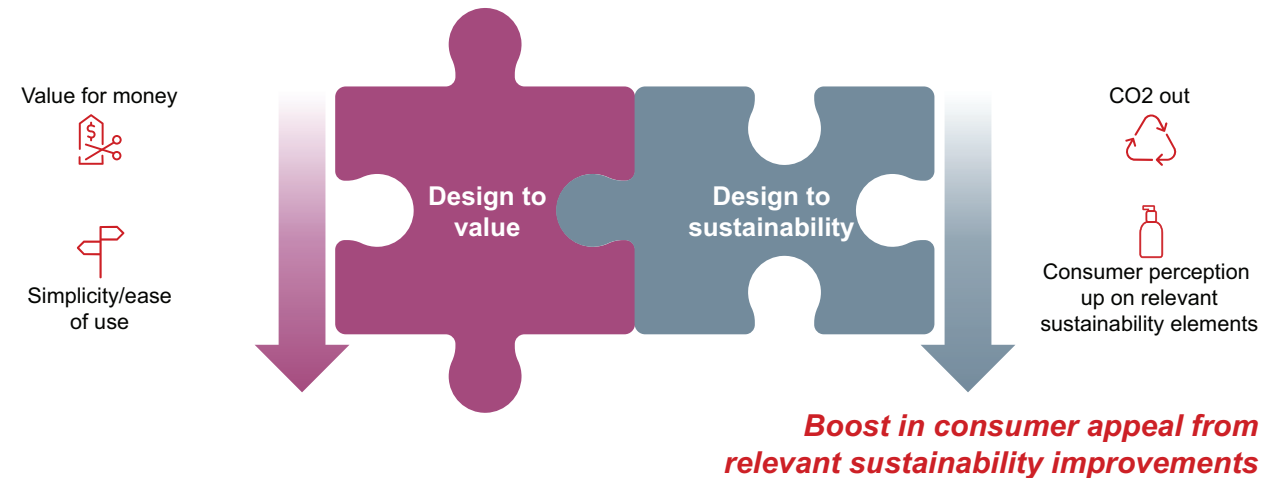 Value for money
$
Simplicity/ease
of use
Design to
value
Design to
sustainability
CO2 out
Consumer perception
up on relevant
sustainability elements
Boost in consumer appeal from
relevant sustainability improvements